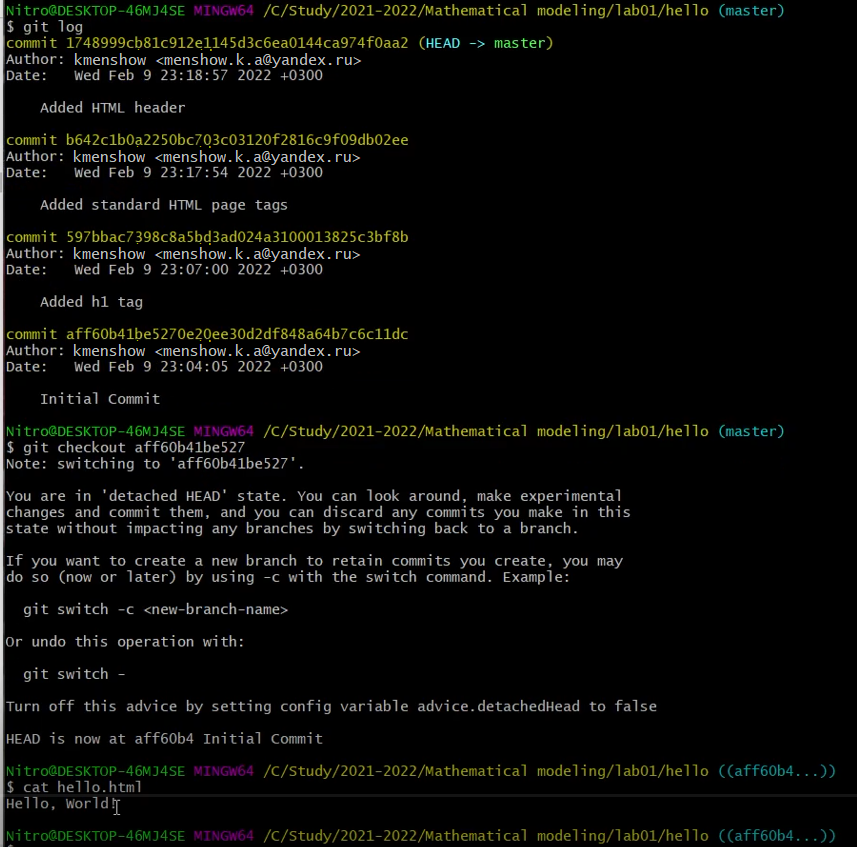 Nitro@DESKTOP-46MJ4SE MINGW64 /C/Study/2021-2022/Mathematical modeling/lab01/hello (master)
$ git log
commit 1748999cb81c912e1145d3c6ea0144ca974f0aa2 (HEAD -> master)
Author: kmenshow <menshow.k.a@yandex.ru>
Date:   Wed Feb 9 23:18:57 2022 +0300
    Added HTML header
commit b642c1b0a2250bc703c03120f2816c9f09db02ee
Author: kmenshow <menshow.k.a@yandex.ru>
Date:   Wed Feb 9 23:17:54 2022 +0300
    Added standard HTML page tags
commit 597bbac7398c8a5bd3ad024a3100013825c3bf8b
Author: kmenshow <menshow.k.a@yandex.ru>
Date:   Wed Feb 9 23:07:00 2022 +0300
    Added h1 tag
commit aff60b41be5270e20ee30d2df848a64b7c6c11dc
Author: kmenshow <menshow.k.a@yandex.ru>
Date:   Wed Feb 9 23:04:05 2022 +0300
    Initial Commit
Nitro@DESKTOP-46MJ4SE MINGW64 /C/Study/2021-2022/Mathematical modeling/lab01/hello (master)
$ git checkout aff60b41be527
Note: switching to 'aff60b41be527'.
You are in 'detached HEAD' state. You can look around, make experimental
changes and commit them, and you can discard any commits you make in this
state without impacting any branches by switching back to a branch.
If you want to create a new branch to retain commits you create, you may
do so (now or later) by using -c with the switch command. Example:
  git switch -c <new-branch-name>
Or undo this operation with:
  git switch -
Turn off this advice by setting config variable advice.detachedHead to false
HEAD is now at aff60b4 Initial Commit
Nitro@DESKTOP-46MJ4SE MINGW64 /C/Study/2021-2022/Mathematical modeling/lab01/hello ((aff60b4...))
$ cat hello.html
Hello, World!
Nitro@DESKTOP-46MJ4SE MINGW64 /C/Study/2021-2022/Mathematical modeling/lab01/hello ((aff60b4...))